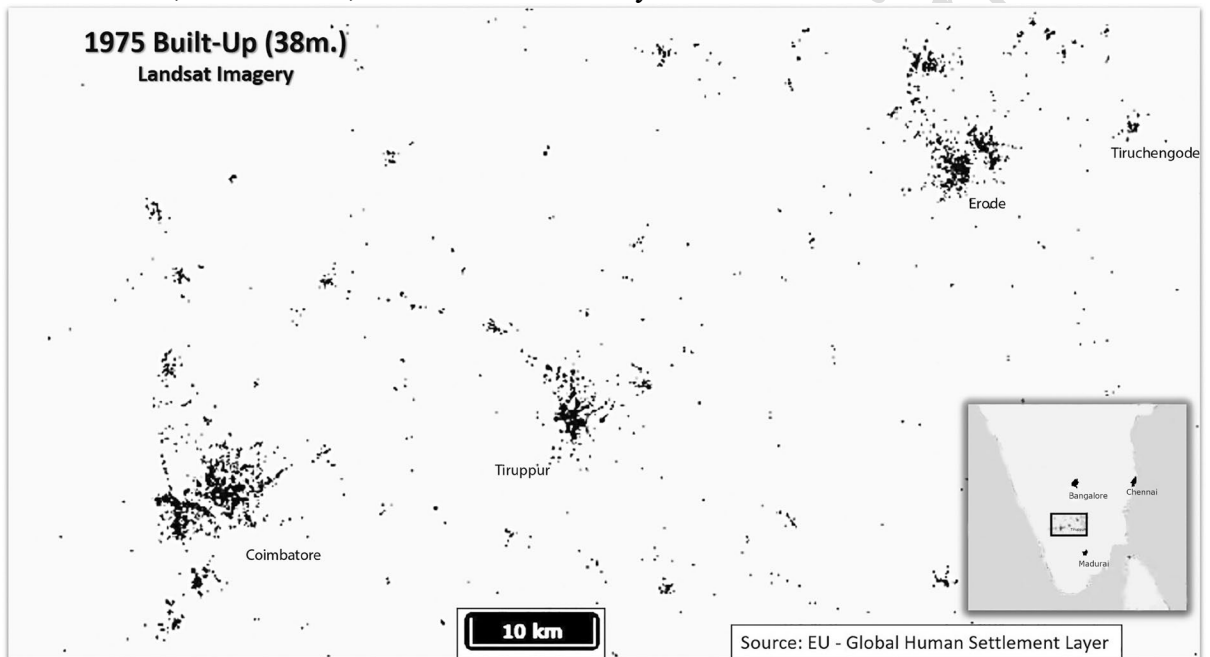 1975 Built-Up (38m.)
Landsat Imagery
Tiruchengode
Erode
Tiruppur
Coimbatore
Bangalore
Chennai
Madurai
10 km
Source: EU - Global Human Settlement Layer